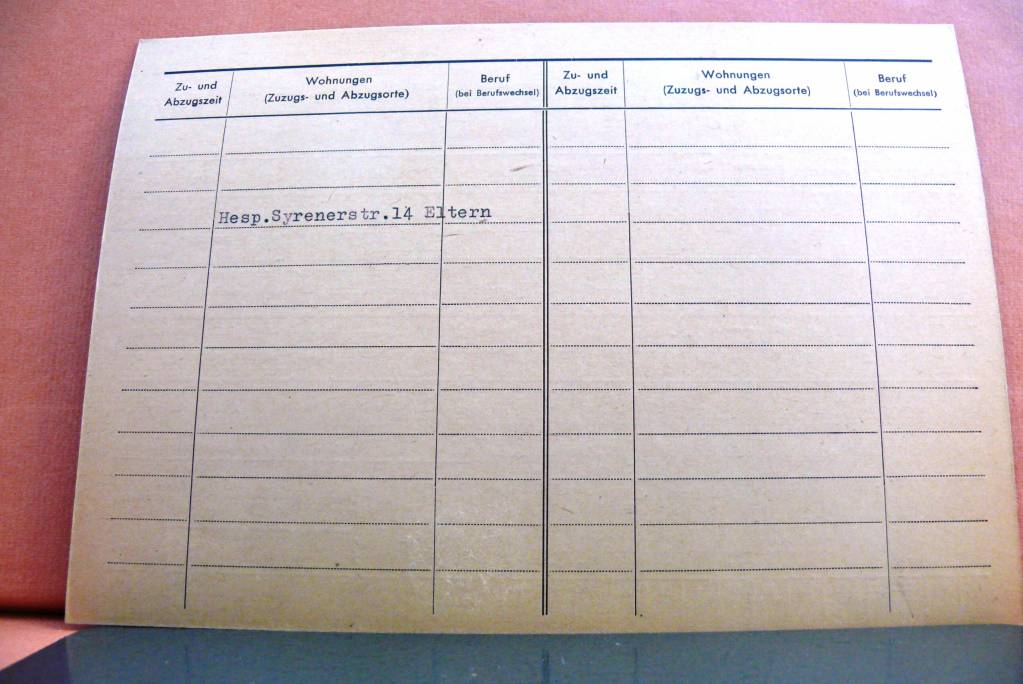 Zu- und Abzugszeit
Wohnungen
(Zuzugs- und Abzugsorte)
Beruf
(bei Berufswechsel)
Zu- und Abzugszeit
Wohnungen
(Zuzugs- und Abzugsorte)
Beruf
(bei Berufswechsel)
Hesp.Syrenerstr.14 Eltern